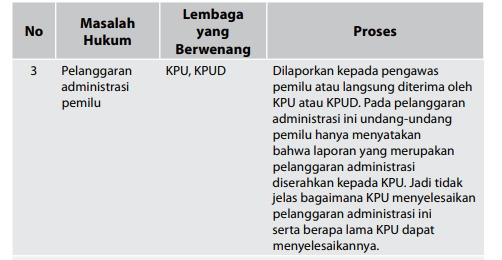 No
Masalah
Hukum
Lembaga
yang
Berwenang
Proses
3
Pelanggaran
administrasi
pemilu
KPU, KPUD
Dilaporkan kepada pengawas
pemilu atau langsung diterima oleh
KPU atau KPUD. Pada pelanggaran
administrasi ini undang-undang
pemilu hanya menyatakan
bahwa laporan yang merupakan
pelanggaran administrasi
diserahkan kepada KPU. Jadi tidak
jelas bagaimana KPU menyelesaikan
pelanggaran administrasi ini
serta berapa lama KPU dapat
menyelesaikannya.